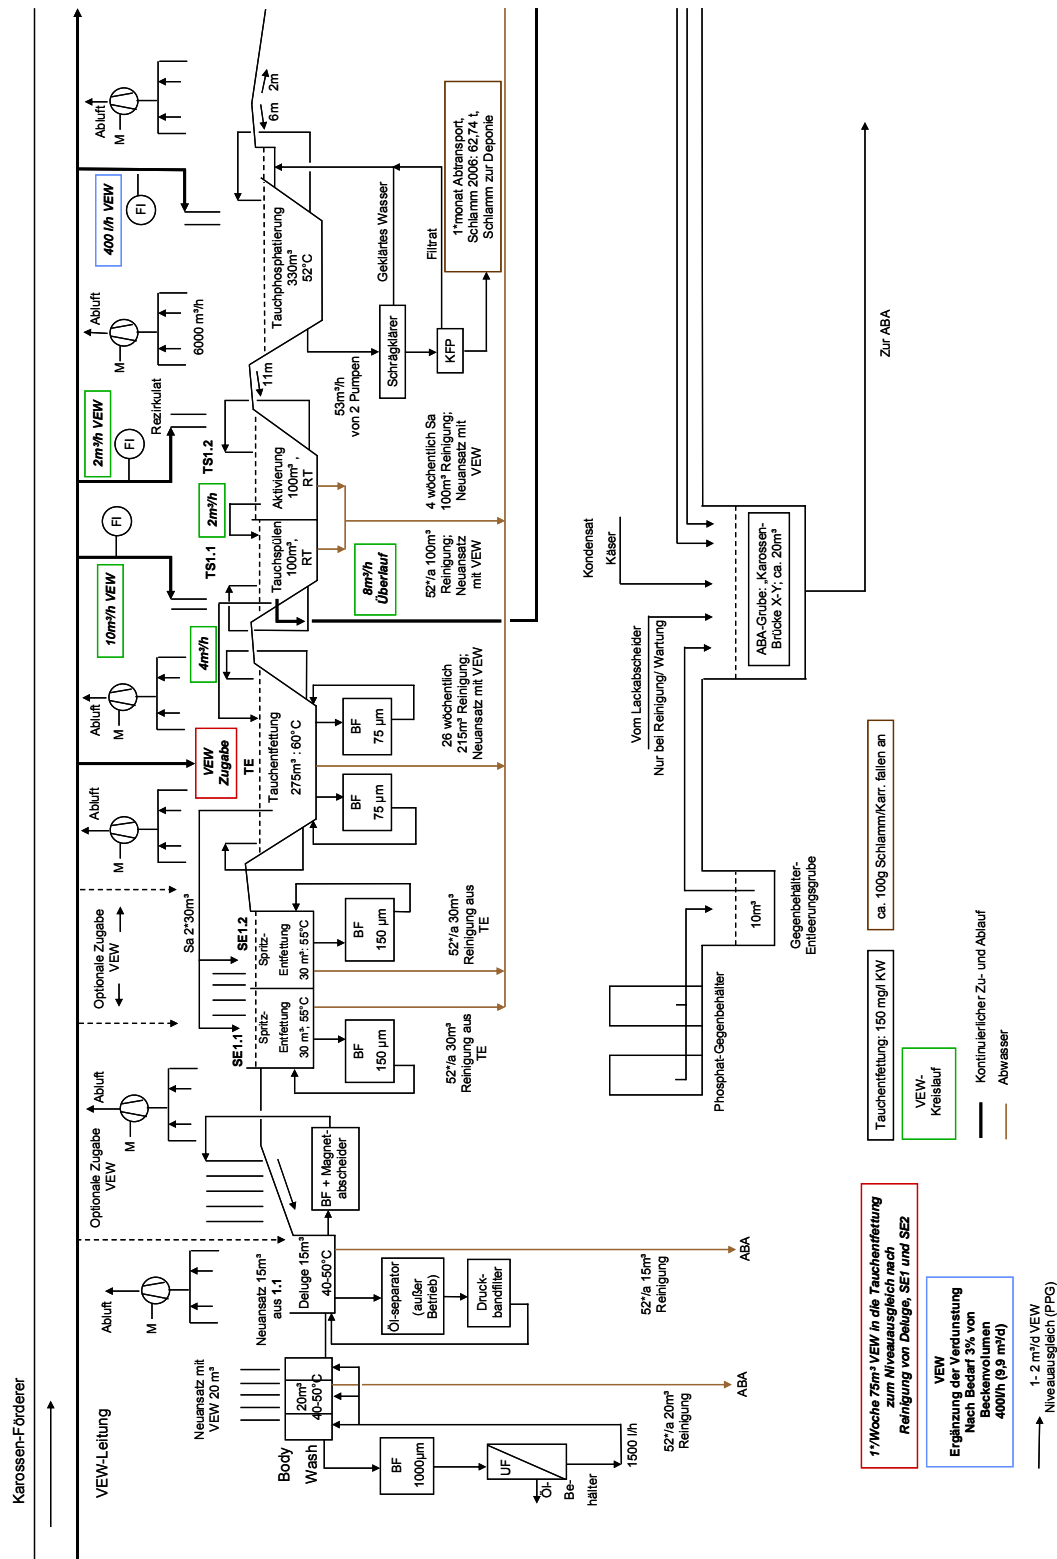 Karossen-Förderer
VEW-Leitung
Abluft
M
Abluft
M
Abluft
M
Abluft
M
Abluft
M
Abluft
M
Optionale Zugabe
VEW
Optionale Zugabe
VEW
Sa 2*30m³
VEW
Zugabe
10m³/h VEW
FI
2m³/h VEW
FI
Rezirkulat
6000 m³/h
400 l/h VEW
FI
4m³/h
2m³/h
8m³/h
Überlauf
Neuansatz mit
VEW 20 m³
Body
Wash
20m³
40-50°C
BF
1000µm
UF
Öl-
Be-
hälter
1500 l/h
52*/a 20m³
Reinigung
ABA
Neuansatz 15m³
aus 1.1
Deluge 15m³
40-50°C
Öl-separator
(außer
Betrieb)
Druck-
bandfilter
BF + Magnet-
abscheider
52*/a 15m³
Reinigung
ABA
SE1.1
Spritz-
Entfettung
30 m³; 55°C
BF
150 µm
52*/a 30m³
Reinigung aus
TE
SE1.2
Spritz-
Entfettung
30 m³: 55°C
BF
150 µm
52*/a 30m³
Reinigung aus
TE
TE
Tauchentfettung
275m³ : 60°C
BF
75 µm
BF
75 µm
26 wöchentlich
215m³ Reinigung;
Neuansatz mit VEW
TS1.1
Tauchspülen
100m³,
RT
52*/a 100m³
Reinigung;
Neuansatz
mit VEW
TS1.2
Aktivierung
100m³ ,
RT
4 wöchentlich Sa
100m³ Reinigung;
Neuansatz mit
VEW
11m
Tauchphosphatierung
330m³
52°C
6m
2m
53m³/h
von 2 Pumpen
Schrägklärer
KFP
Geklärtes Wasser
Filtrat
1*monat Abtransport,
Schlamm 2006: 62,74 t,
Schlamm zur Deponie
Phosphat-Gegenbehälter
10m³
Gegenbehälter-
Entleerungsgrube
Vom Lackabscheider
Nur bei Reinigung/ Wartung
Kondensat
Käser
ABA-Grube: „Karossen-
Brücke X-Y; ca. 20m³
Zur ABA
1*/Woche 75m³ VEW in die Tauchentfettung
zum Niveauausgleich nach
Reinigung von Deluge, SE1 und SE2
VEW
Ergänzung der Verdunstung
Nach Bedarf 3% von
Beckenvolumen
400l/h (9,9 m³/d)
1- 2 m³/d VEW
Niveauausgleich (PPG)
Tauchentfettung: 150 mg/l KW
VEW-
Kreislauf
Kontinuierlicher Zu- und Ablauf
Abwasser
ca. 100g Schlamm/Karr. fallen an